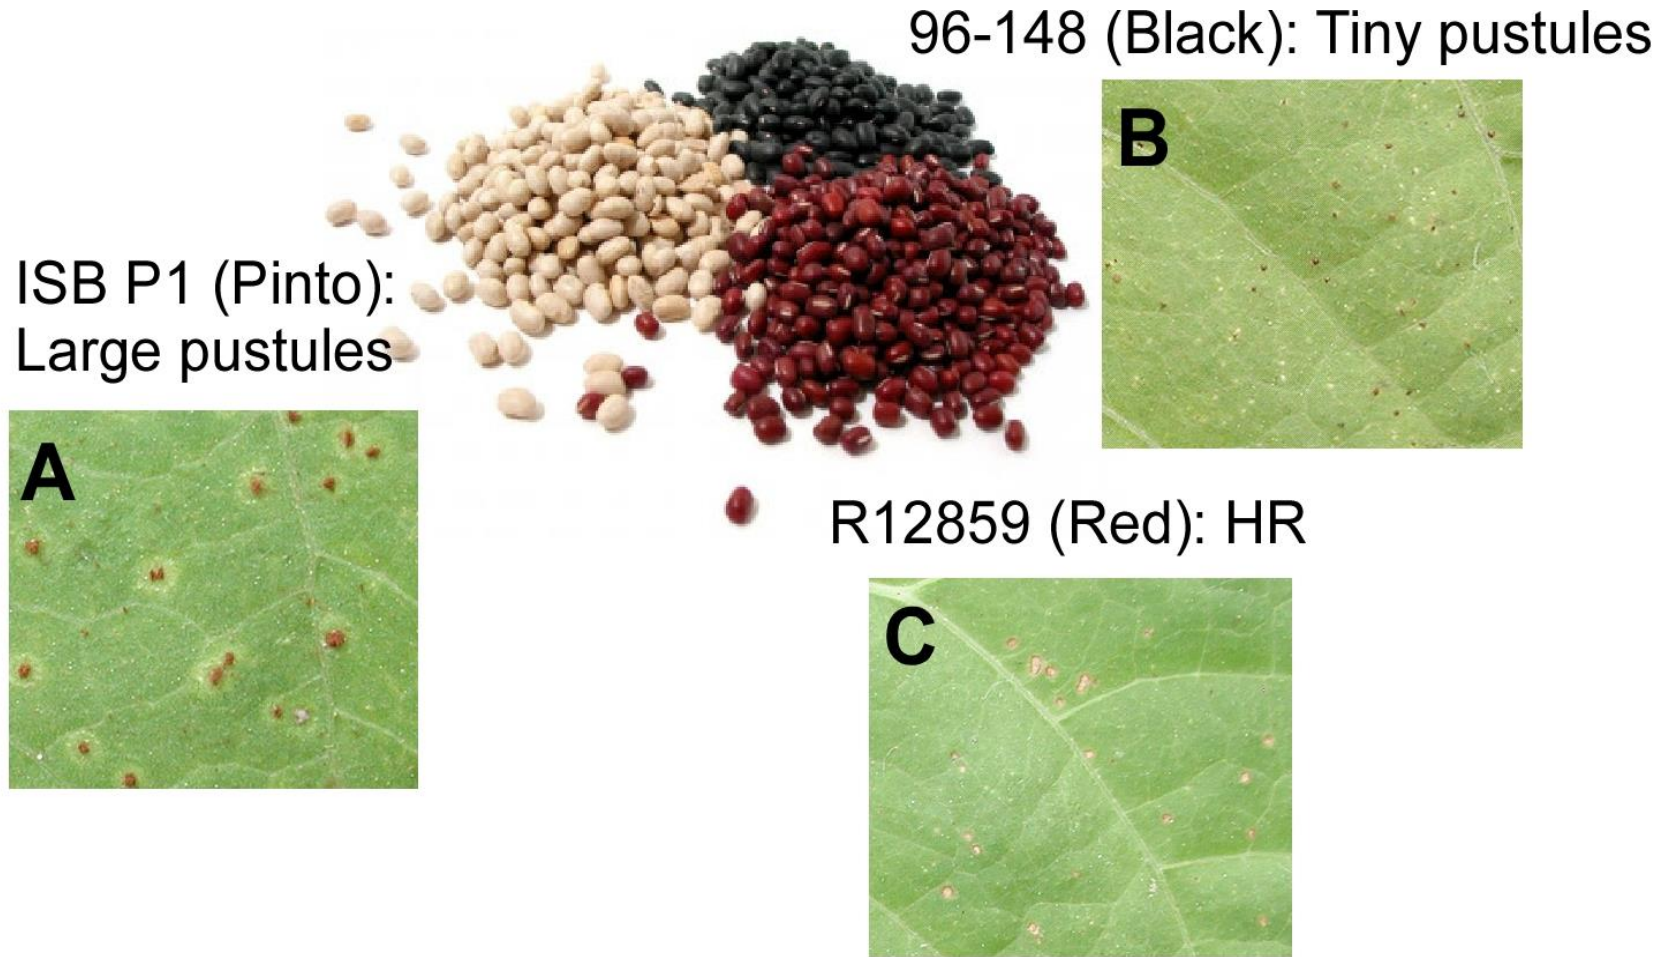 96-148 (Black): Tiny pustules
B
ISB P1 (Pinto):
Large pustules
A
R12859 (Red): HR
C